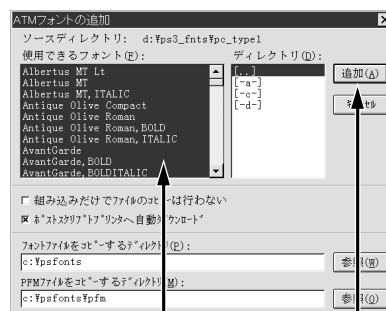 ATMフォントの追加
ソースディレクトリ: d:¥ps3_fnts¥pc_type1
使用できるフォント(F):
ディレクトリ(D):
Albertus MT Lt
Albertus MT
Albertus MT, ITALIC
Antique Olive Compact
Antique Olive Roman
Antique Olive Roman, BOLD
Antique Olive Roman, ITALIC
AvantGarde
AvantGarde, BOLD
AvantGarde, BOLDITALIC
[..]
[-a-]
[-c-]
[-d-]
追加(A)
組み込みだけでファイルのコピーは行わない
ポストスクリプトプリンタへ自動ダウンロード
フォントファイルをコピーするディレクトリ(P):
c:¥psfonts
参照(W)
PFMファイルをコピーするディレクトリ(M):
c:¥psfonts¥pfm
参照(O)